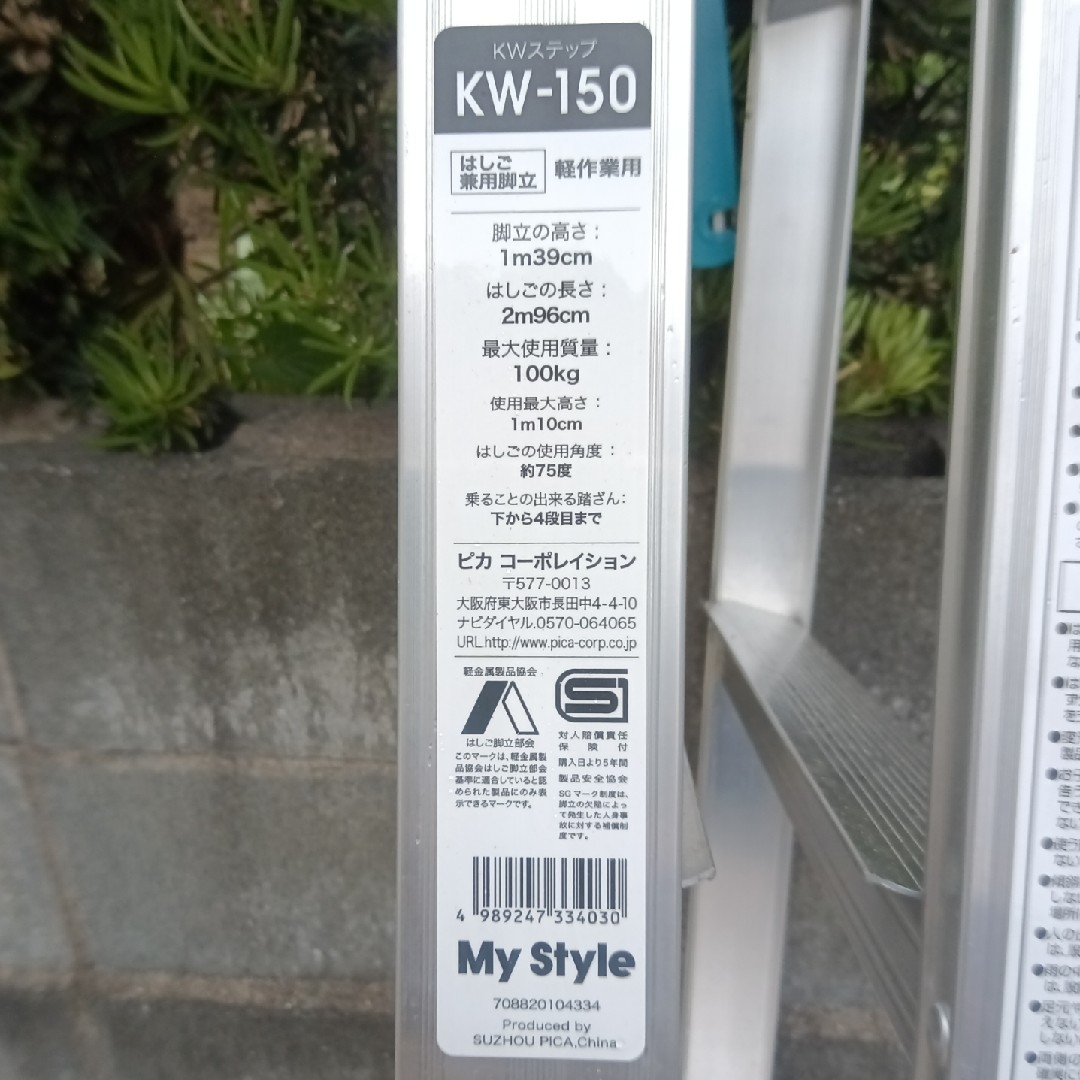 KWステップ
KW-150
はしご
兼用脚立
軽作業用
脚立の高さ：
1m39cm
はしごの長さ：
2m96cm
最大使用質量：
100kg
使用最大高さ：
1m10cm
はしごの使用角度：
約75度
乗ることの出来る踏ざん：
下から4段目まで
ピカ コーポレイション
〒577-0013
大阪府東大阪市長田中4-4-10
ナビダイヤル.0570-064065
URL.http://www.pica-corp.co.jp
軽金属製品協会
はしご脚立部会
このマークは、軽金属製
品協会はしご脚立部会
基準に適合していると認
められた製品にのみ表
示できるマークです。
SG
対人賠償責任
保険付
購入日より5年間
製品安全協会
SGマーク制度は、
脚立の欠陥によっ
て発生した人身事
故に対する補償制
度です。
4 989247 334030
My Style
708820104334
Produced by
SUZHOU PICA,China